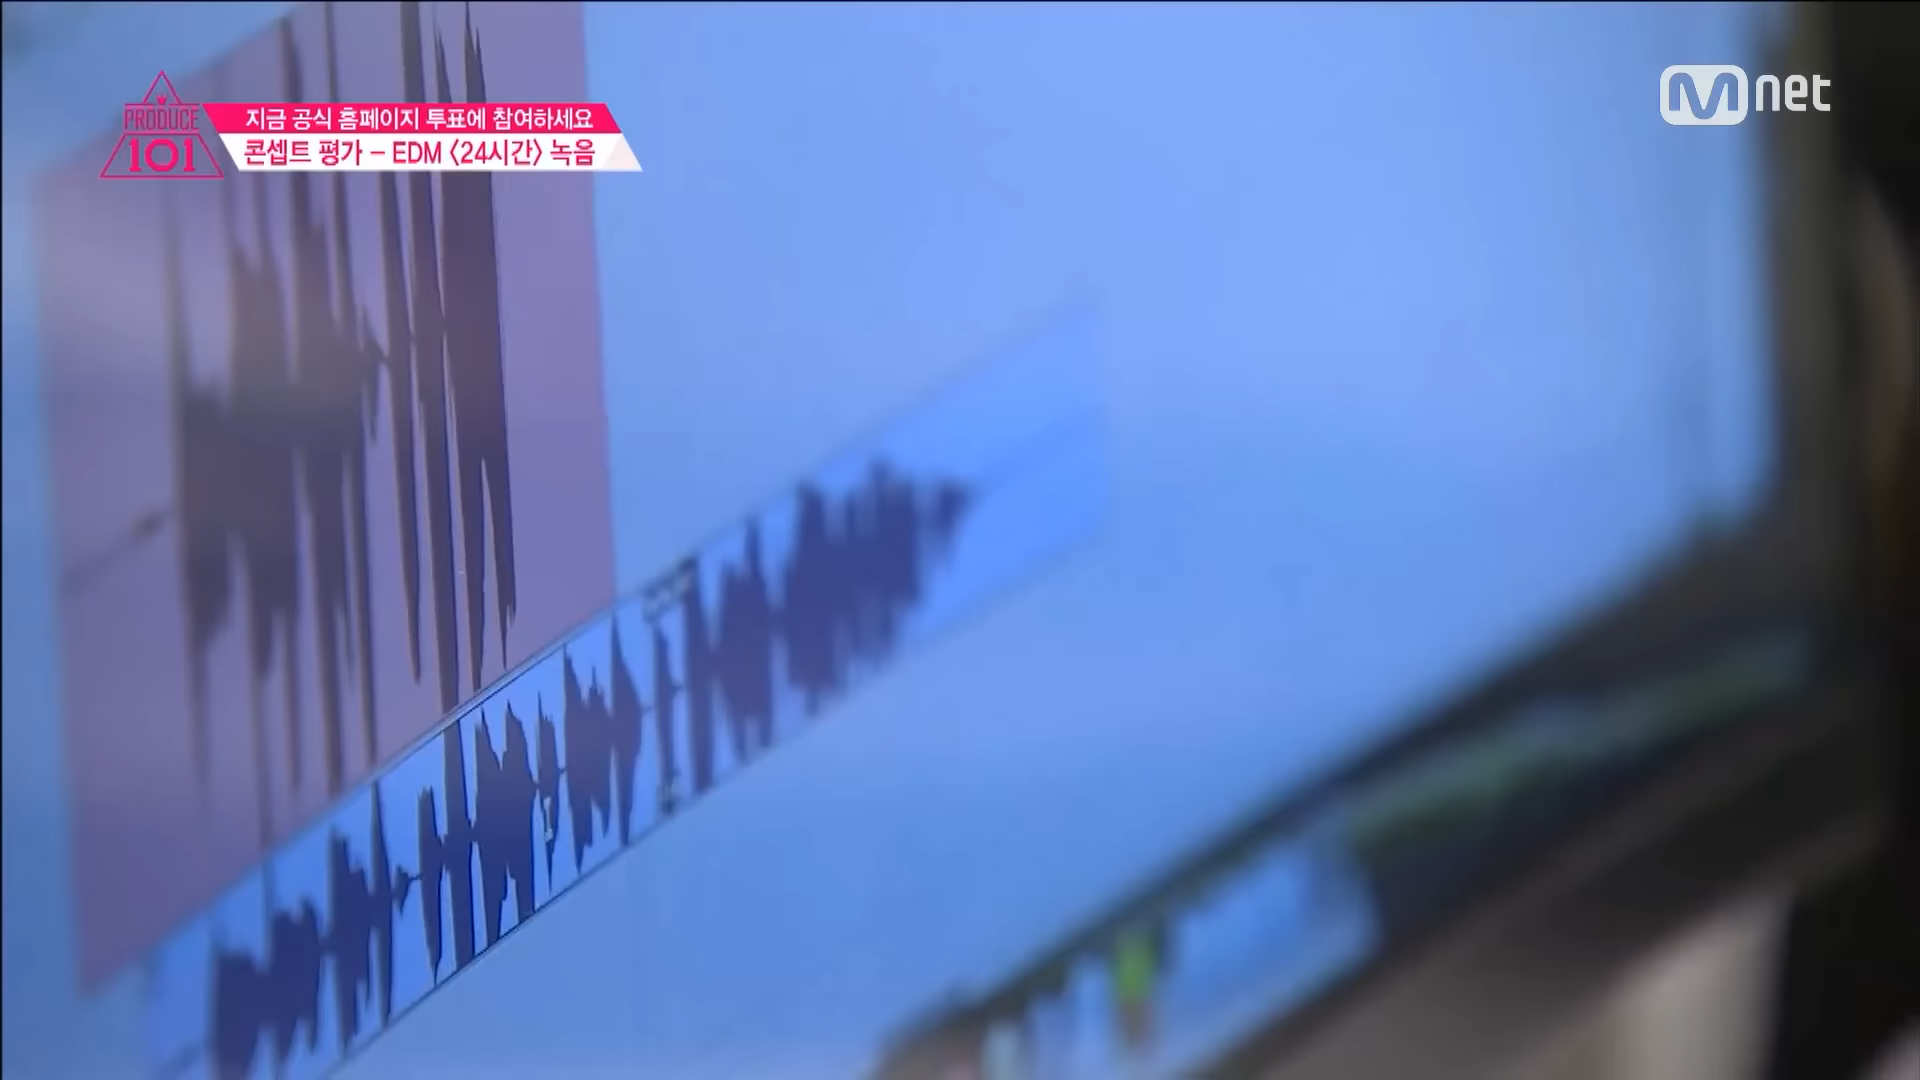 PRODUCE
101
지금 공식 홈페이지 투표에 참여하세요
콘셉트 평가 – EDM 〈24시간〉 녹음
Mnet